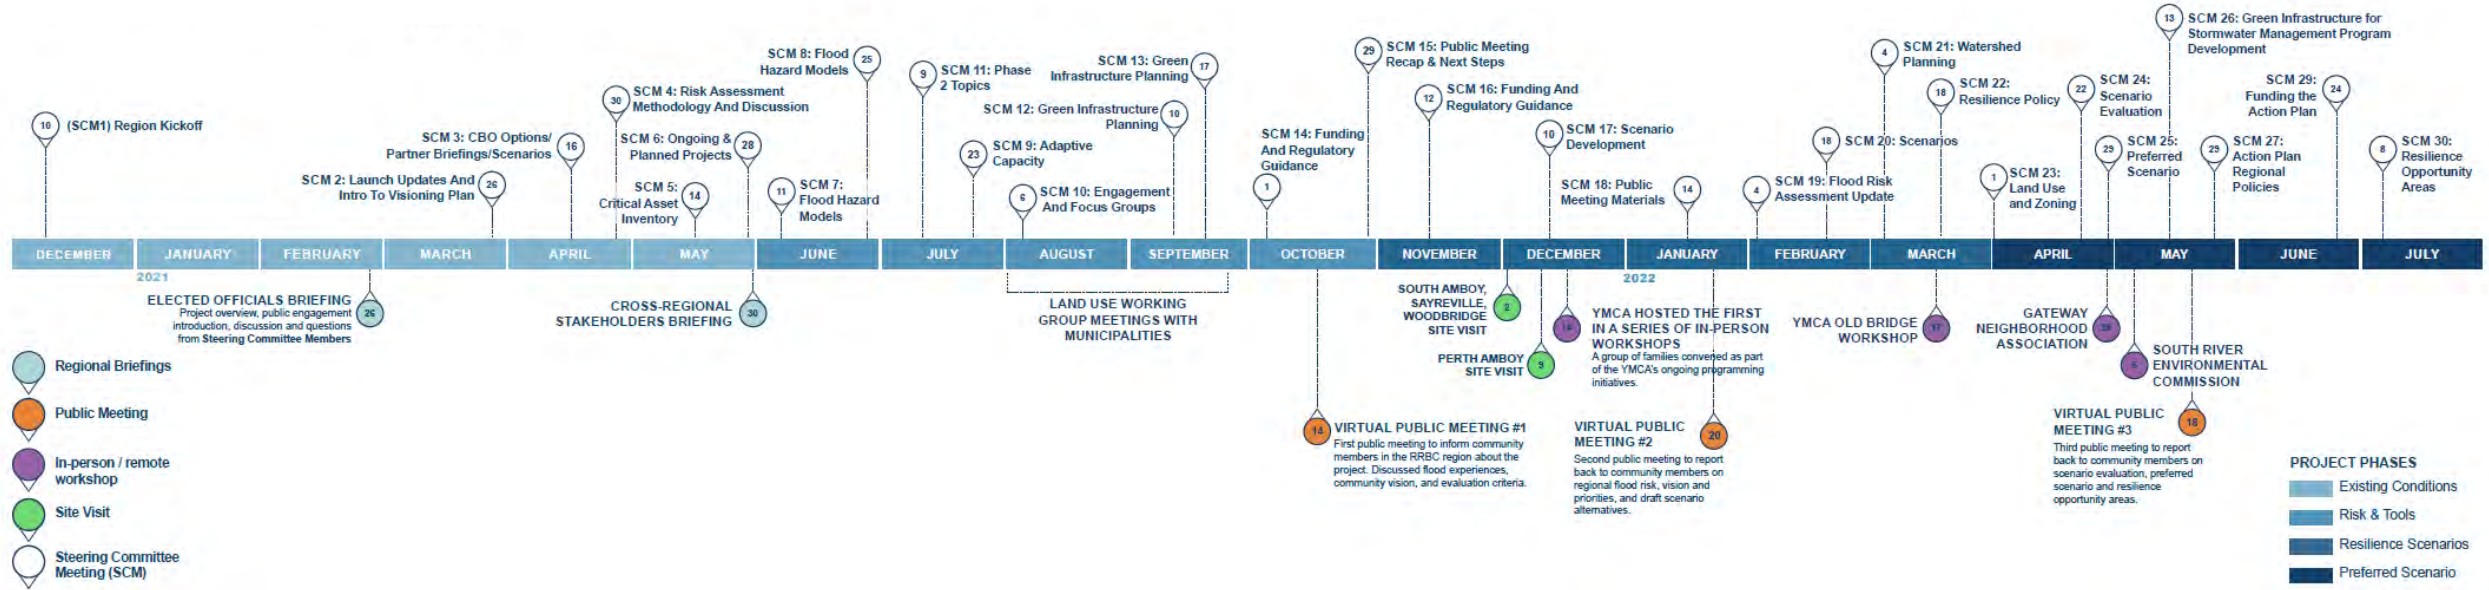 10
(SCM1) Region Kickoff
SCM 2: Launch Updates And
Intro To Visioning Plan
26
SCM 3: CBO Options/
Partner Briefings/Scenarios
16
30
SCM 4: Risk Assessment
Methodology And Discussion
SCM 5:
Critical Asset
Inventory
14
SCM 6: Ongoing &
Planned Projects
28
11
SCM 7:
Flood Hazard
Models
SCM 8: Flood
Hazard Models
25
9
SCM 11: Phase
2 Topics
23
SCM 9: Adaptive
Capacity
6
SCM 10: Engagement
And Focus Groups
SCM 12: Green Infrastructure
Planning
10
SCM 13: Green
Infrastructure Planning
17
SCM 14: Funding
And Regulatory
Guidance
1
29
SCM 15: Public Meeting
Recap & Next Steps
12
SCM 16: Funding And
Regulatory Guidance
10
SCM 17: Scenario
Development
SCM 18: Public
Meeting Materials
14
4
SCM 19: Flood Risk
Assessment Update
18
SCM 20: Scenarios
4
SCM 21: Watershed
Planning
18
SCM 22:
Resilience Policy
1
SCM 23:
Land Use
and Zoning
22
SCM 24:
Scenario
Evaluation
29
SCM 25:
Preferred
Scenario
13
SCM 26: Green Infrastructure for
Stormwater Management Program
Development
29
SCM 27:
Action Plan
Regional
Policies
SCM 29:
Funding the
Action Plan
24
8
SCM 30:
Resilience
Opportunity
Areas
DECEMBER
JANUARY
FEBRUARY
MARCH
APRIL
MAY
JUNE
JULY
AUGUST
SEPTEMBER
OCTOBER
NOVEMBER
DECEMBER
JANUARY
FEBRUARY
MARCH
APRIL
MAY
JUNE
JULY
2021
2022
ELECTED OFFICIALS BRIEFING
Project overview, public engagement
introduction, discussion and questions
from Steering Committee Members
26
CROSS-REGIONAL
STAKEHOLDERS BRIEFING
30
LAND USE WORKING
GROUP MEETINGS WITH
MUNICIPALITIES
14
VIRTUAL PUBLIC MEETING #1
First public meeting to inform community
members in the RRBC region about the
project. Discussed flood experiences,
community vision, and evaluation criteria.
SOUTH AMBOY,
SAYREVILLE,
WOODBRIDGE
SITE VISIT
2
PERTH AMBOY
SITE VISIT
9
YMCA HOSTED THE FIRST
IN A SERIES OF IN-PERSON
WORKSHOPS
A group of families convened as part
of the YMCA's ongoing programming
initiatives.
VIRTUAL PUBLIC
MEETING #2
20
Second public meeting to report
back to community members on
regional flood risk, vision and
priorities, and draft scenario
alternatives.
YMCA OLD BRIDGE
WORKSHOP
17
GATEWAY
NEIGHBORHOOD
ASSOCIATION
SOUTH RIVER
ENVIRONMENTAL
COMMISSION
VIRTUAL PUBLIC
MEETING #3
18
Third public meeting to report
back to community members on
scenario evaluation, preferred
scenario and resilience
opportunity areas.
Regional Briefings
Public Meeting
In-person / remote
workshop
Site Visit
Steering Committee
Meeting (SCM)
PROJECT PHASES
Existing Conditions
Risk & Tools
Resilience Scenarios
Preferred Scenario